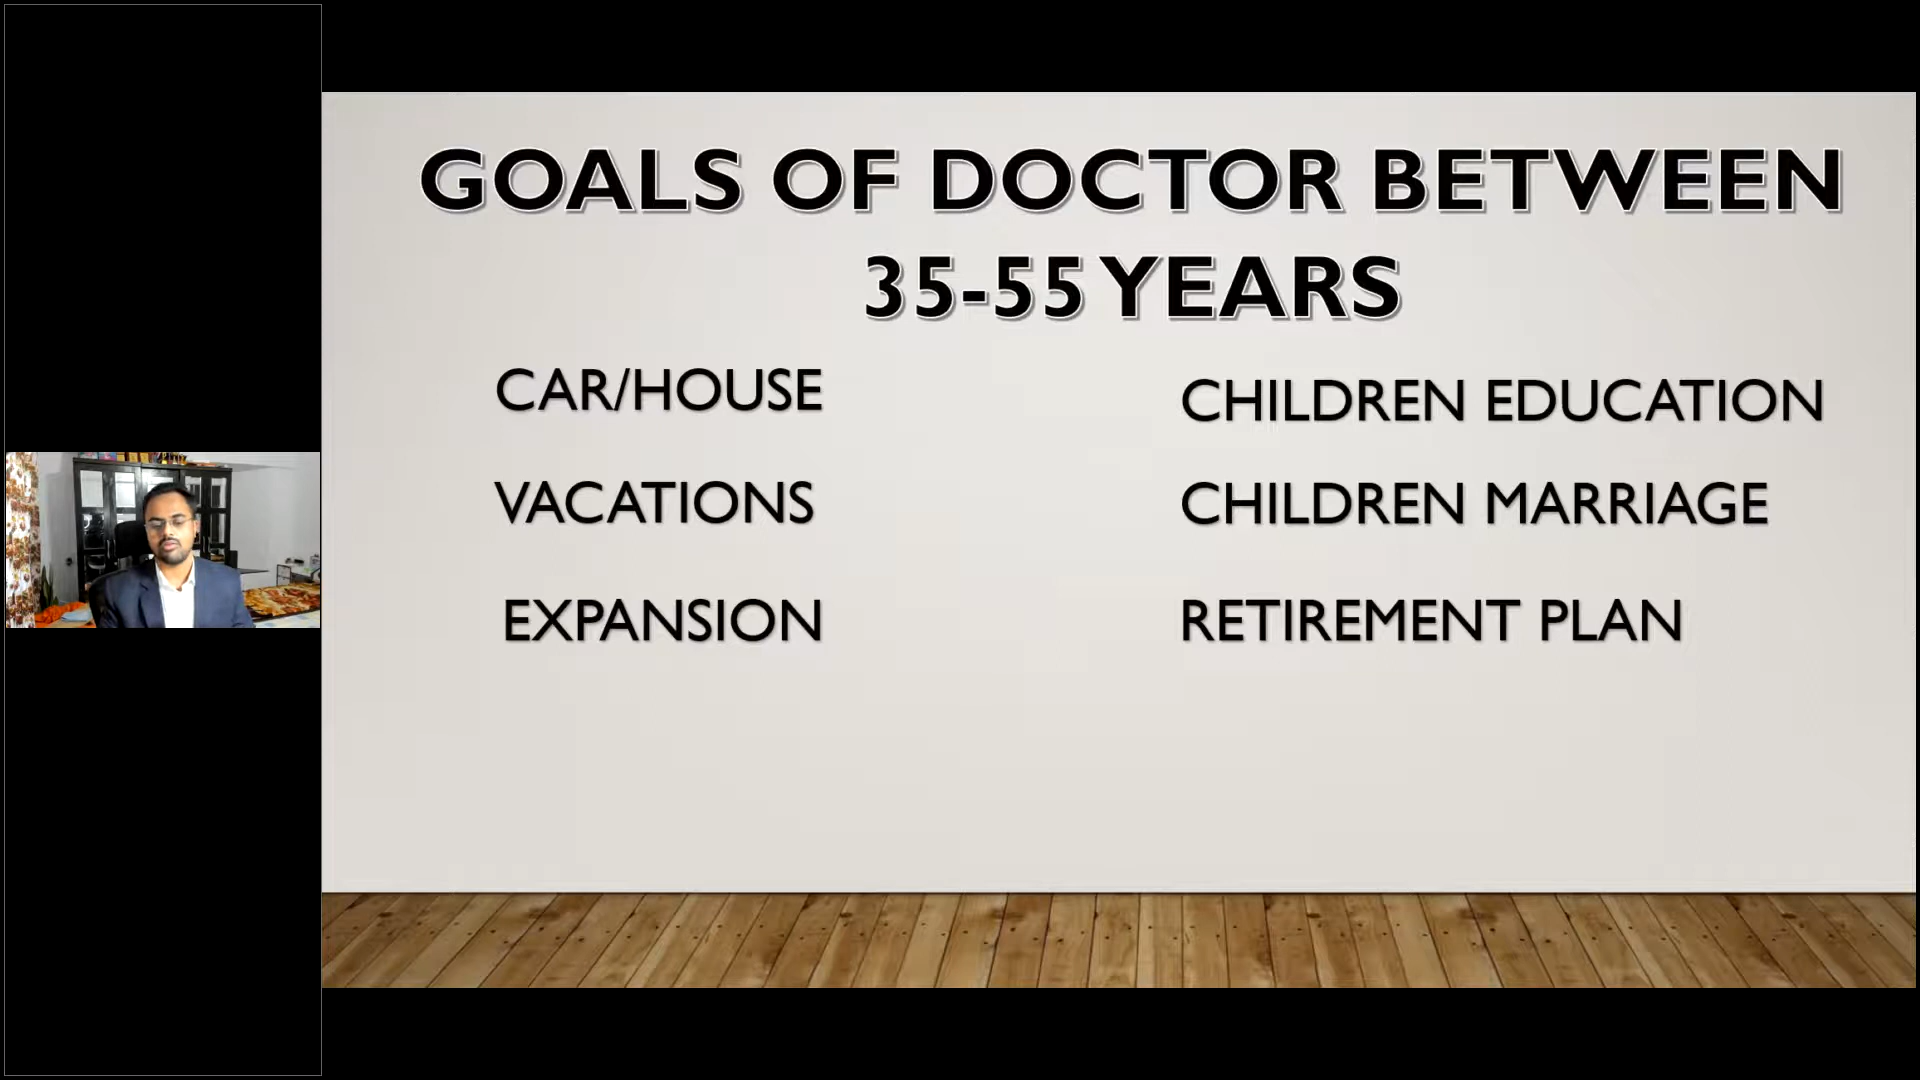 GOALS OF DOCTOR BETWEEN
35-55 YEARS
CAR/HOUSE
VACATIONS
EXPANSION
CHILDREN EDUCATION
CHILDREN MARRIAGE
RETIREMENT PLAN